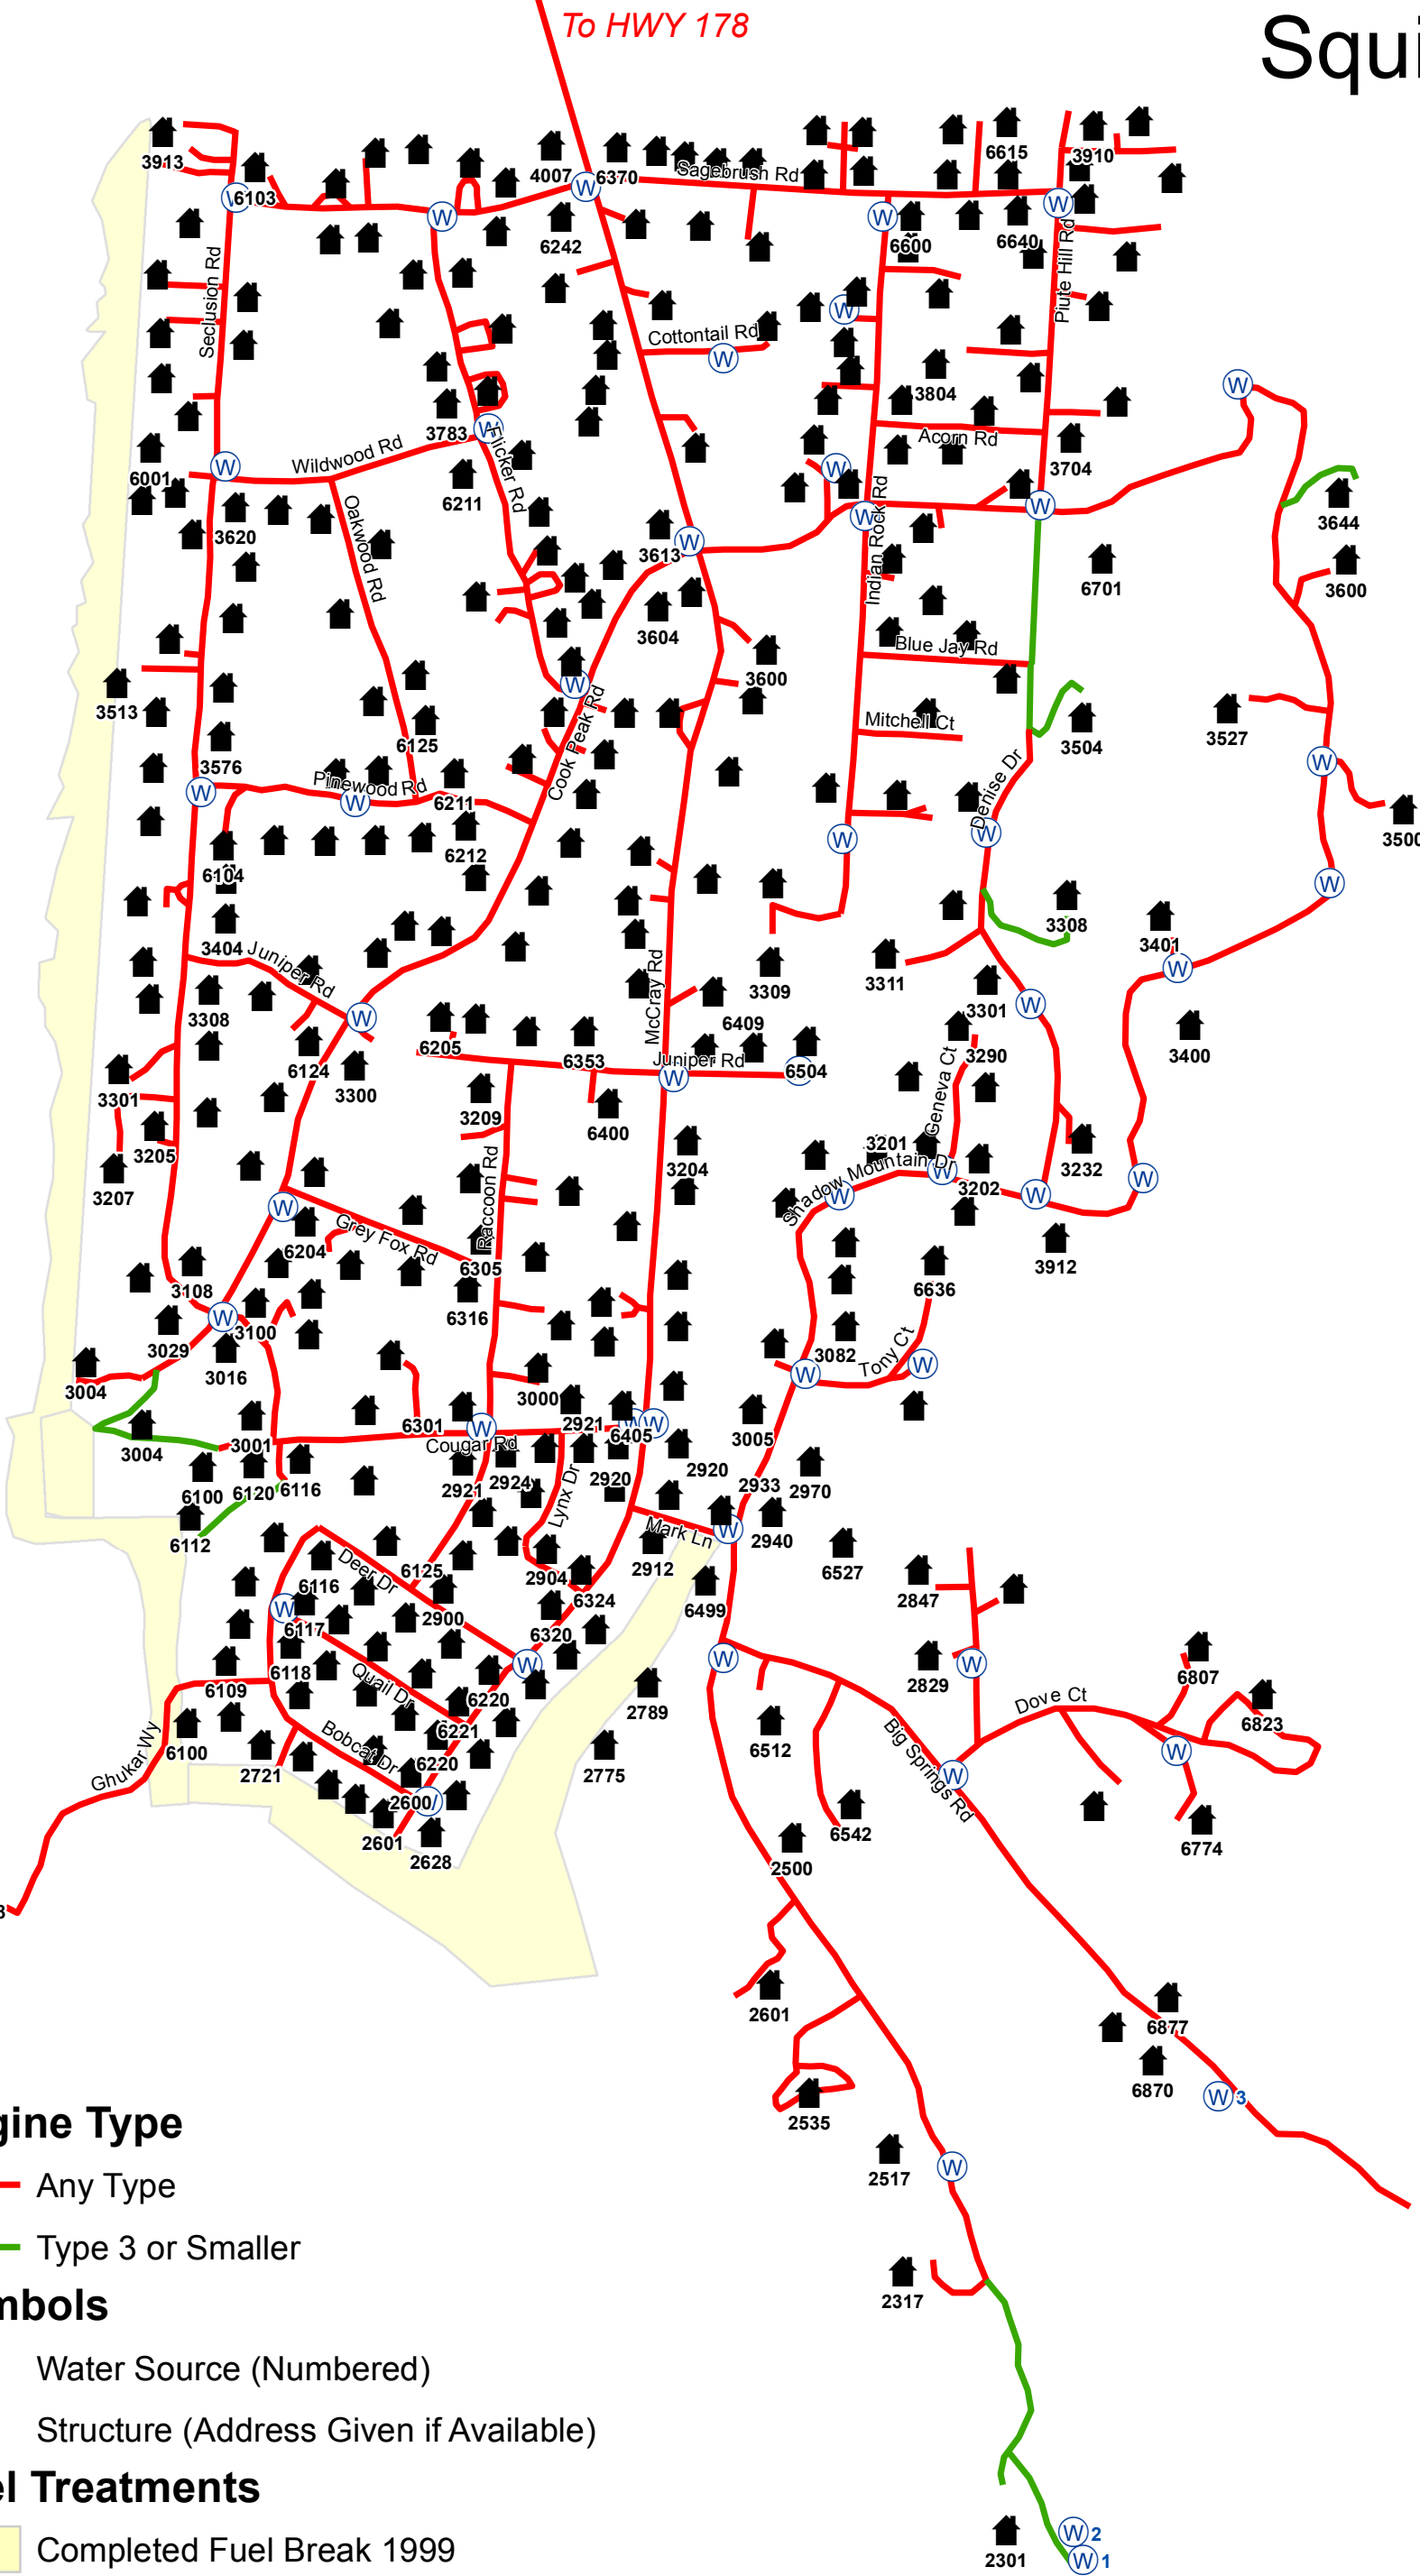 To HWY 178
Squi
3913
6103
4007
6370
Sagebrush Rd
6615
3910
6242
6600
6640
Seclusion Rd
Piute Hill Rd
Cottontail Rd
3804
3783
Acorn Rd
Wildwood Rd
Flicker Rd
6001
6211
3704
3620
Oakwood Rd
Indian Rock Rd
3644
3613
6701
3600
3604
Blue Jay Rd
3600
3513
3504
3527
Mitchell Ct
6125
3576
Cook Peak Rd
Denise Dr
Pinewood Rd
6211
3500
6212
6104
3308
3401
3404
Juniper Rd
McCray Rd
3311
3309
3308
3301
6409
3400
6205
6353
Juniper Rd
6504
3290
6124
3300
3301
3209
6400
Geneva Ct
3205
3204
3201
3232
3207
Raccoon Rd
Shadow Mountain Dr
3202
Grey Fox Rd
6204
6305
3912
3108
6636
6316
3100
3029
3016
3082
Tony Ct
3004
3000
6301
2921
3005
3004
3001
Cougar Rd
6405
2920
2924
2920
2933
2970
6100
6120
6116
2921
Lynx Dr
Mark Ln
2940
6112
2912
6527
Deer Dr
6125
2904
6116
6324
2847
6499
2900
6117
6320
6118
2829
6807
6109
Quail Dr
6220
2789
Dove Ct
6823
6221
6512
Ghukar Wy
6100
Bobcat Dr
2721
6220
2775
Big Springs Rd
2600
6542
6774
2601
2628
2500
3
2601
6877
6870
W 3
2535
gine Type
2517
Any Type
Type 3 or Smaller
2317
mbols
Water Source (Numbered)
Structure (Address Given if Available)
el Treatments
W 2
Completed Fuel Break 1999
2301
W 1